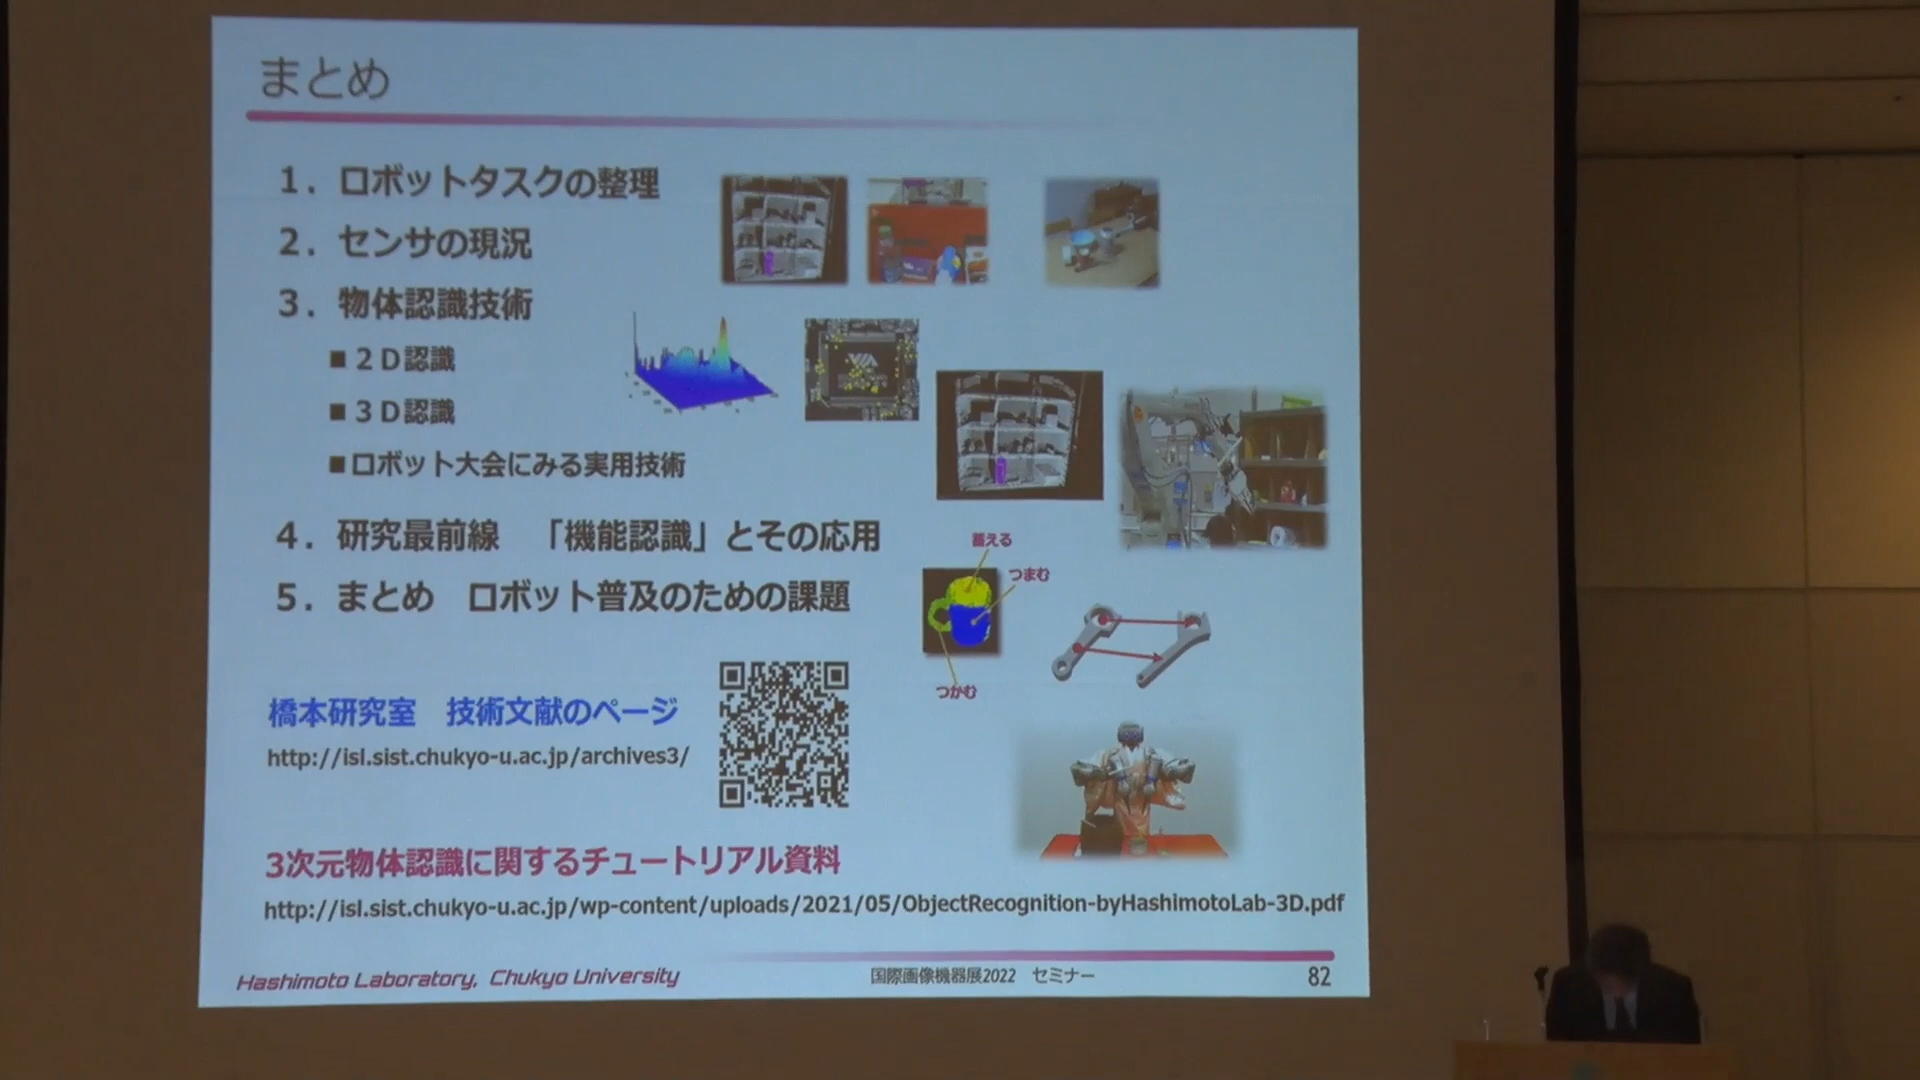 まとめ
1. ロボットタスクの整理
2. センサの現況
3. 物体認識技術
■2D認識
■3D認識
■ロボット大会にみる実用技術
4. 研究最前線 「機能認識」とその応用
5. まとめ ロボット普及のための課題
VIA
蓄える
つまむ
つかむ
橋本研究室 技術文献のページ
http://isl.sist.chukyo-u.ac.jp/archives3/
3次元物体認識に関するチュートリアル資料
http://isl.sist.chukyo-u.ac.jp/wp-content/uploads/2021/05/ObjectRecognition-byHashimotoLab-3D.pdf
Hashimoto Laboratory, Chukyo University
国際画像機器展2022 セミナー
82